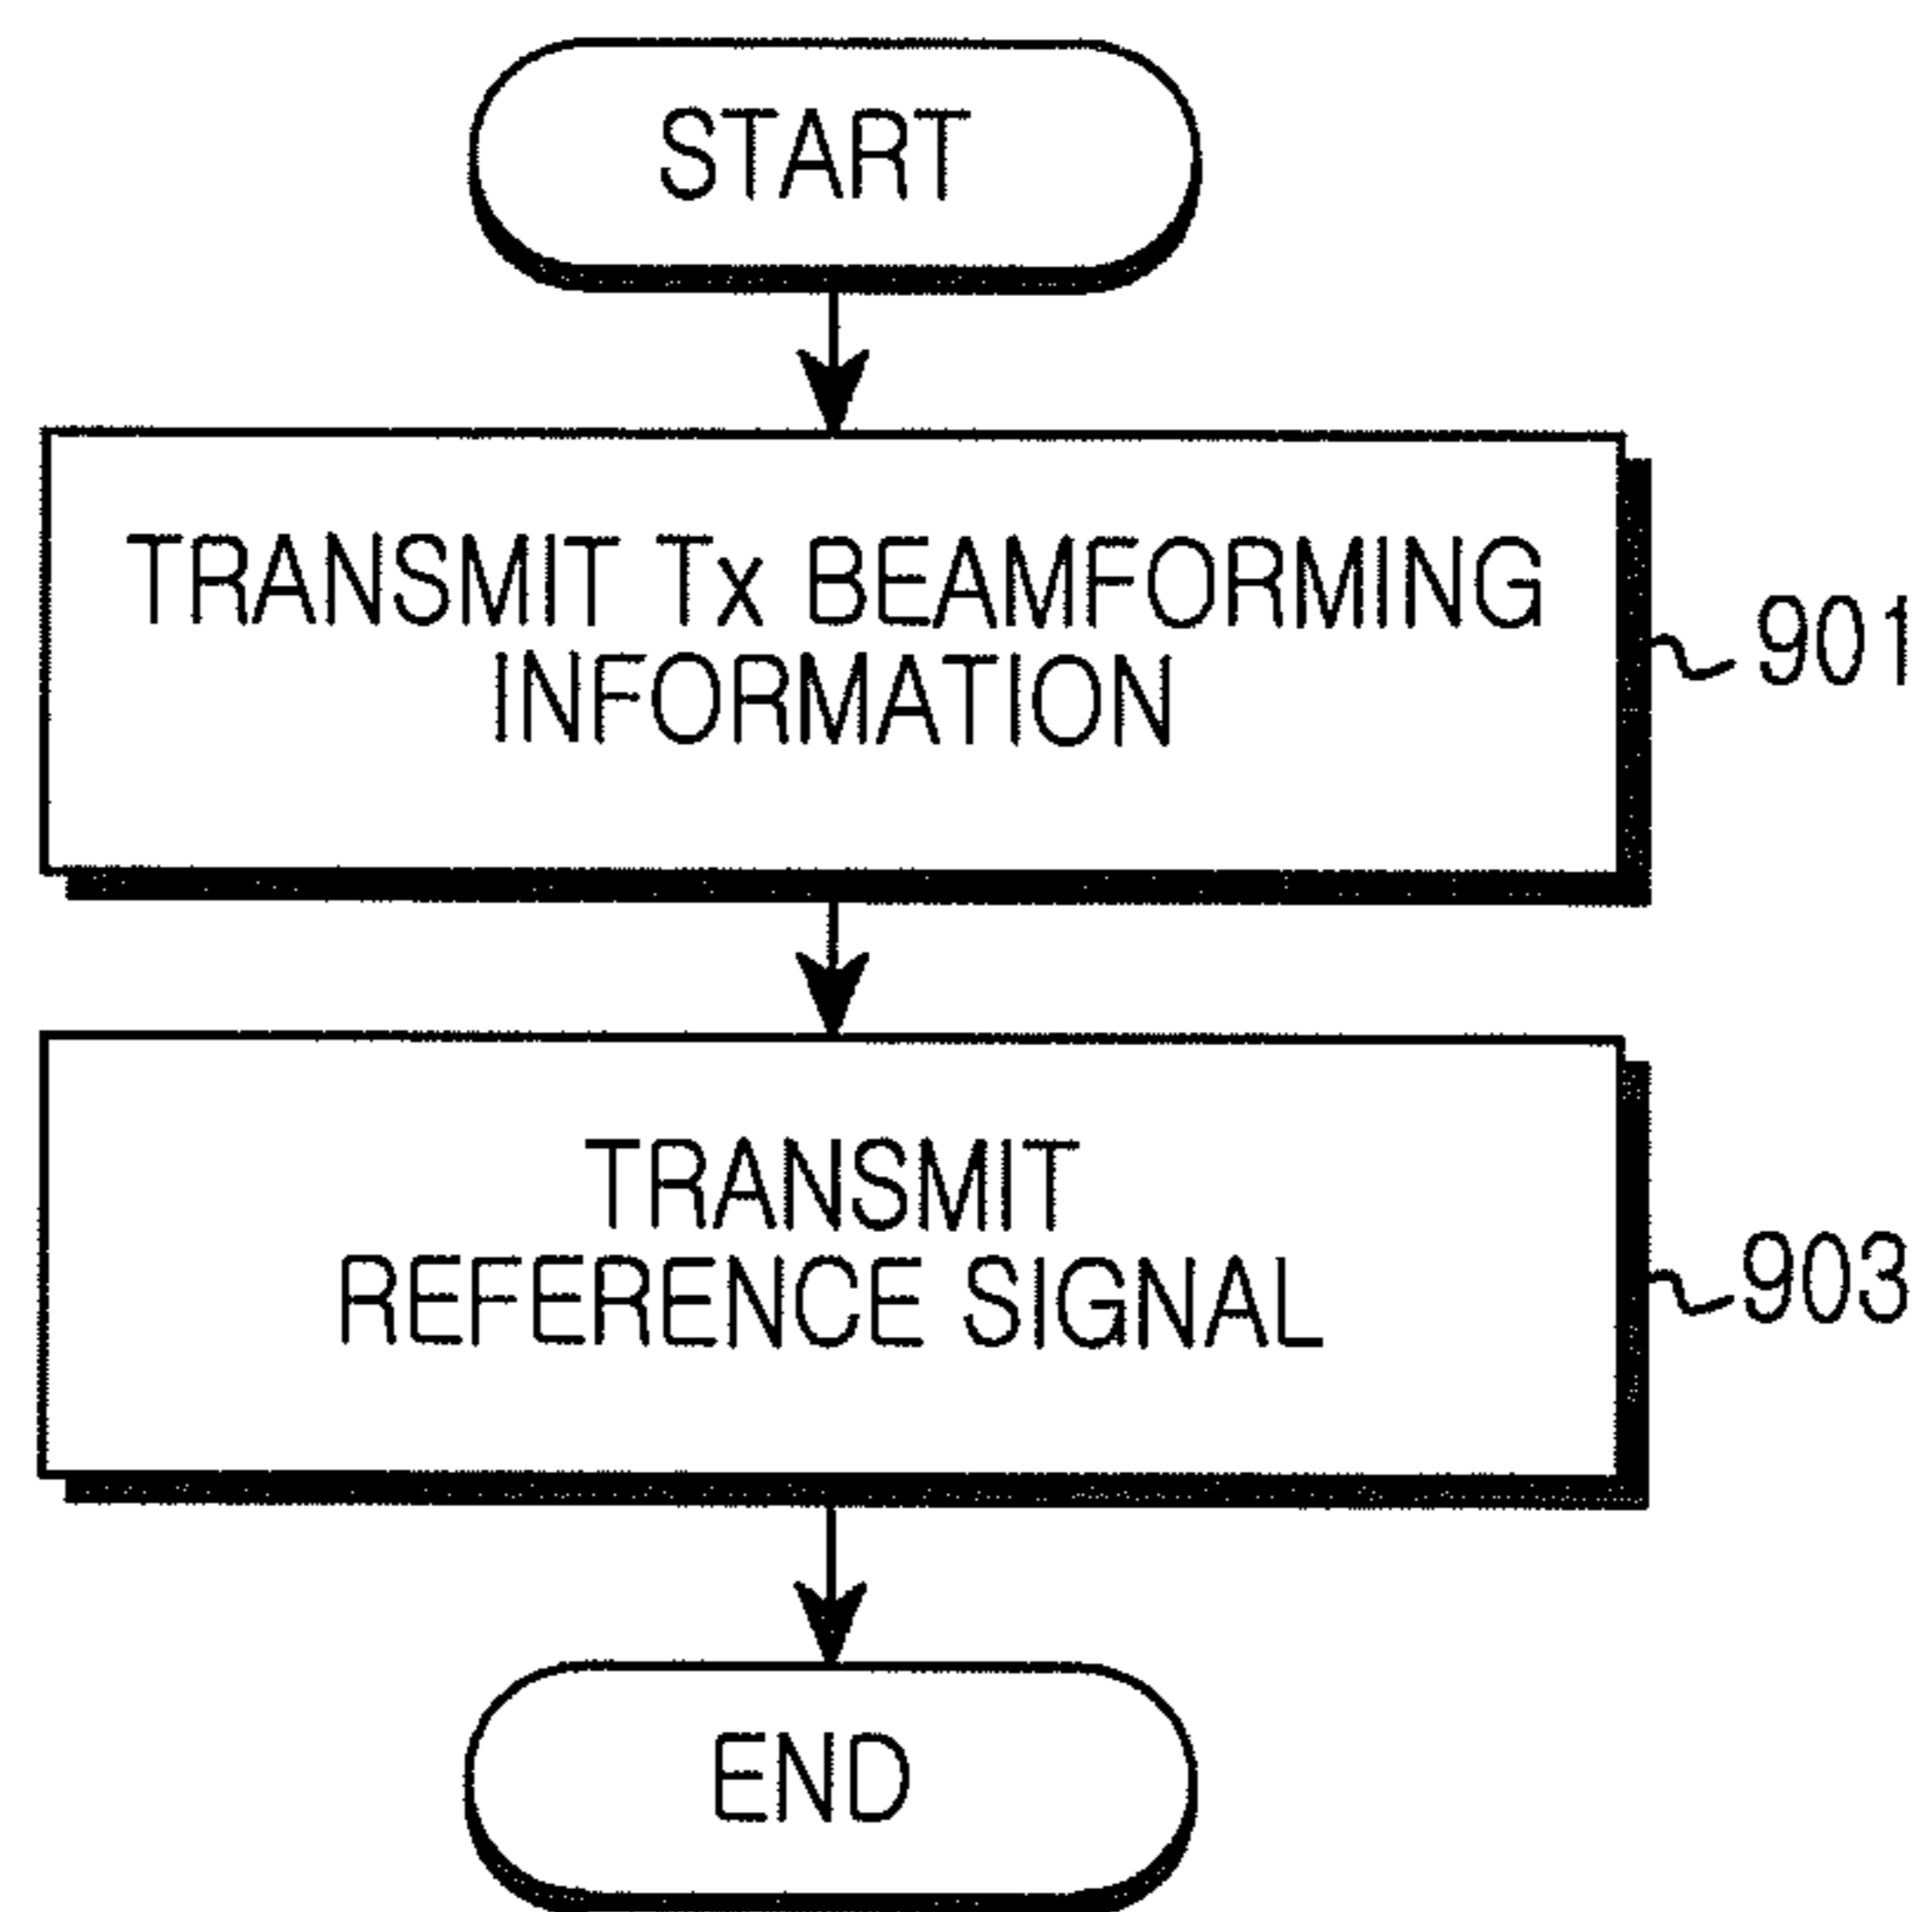 START
TRANSMIT Tx BEAMFORMING
INFORMATION
901
TRANSMIT
REFERENCE SIGNAL
903
END